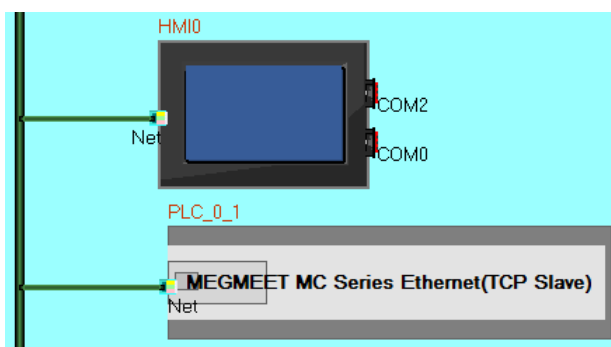 HMI0
COM2
Net
COM0
PLC_0_1
MEGMEET MC Series Ethernet(TCP Slave)
Net